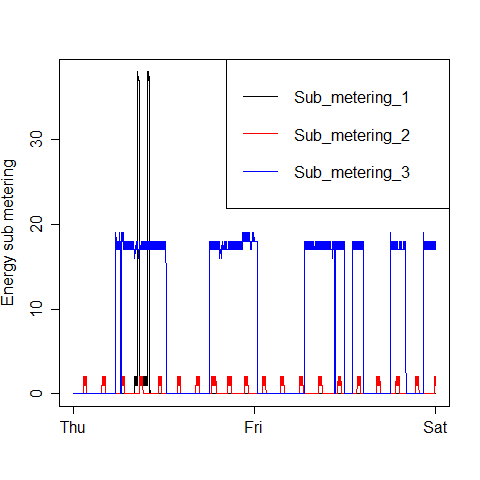 Sub_metering_1
Sub_metering_2
Sub_metering_3
Energy sub metering
30
20
10
0
Thu Fri Sat